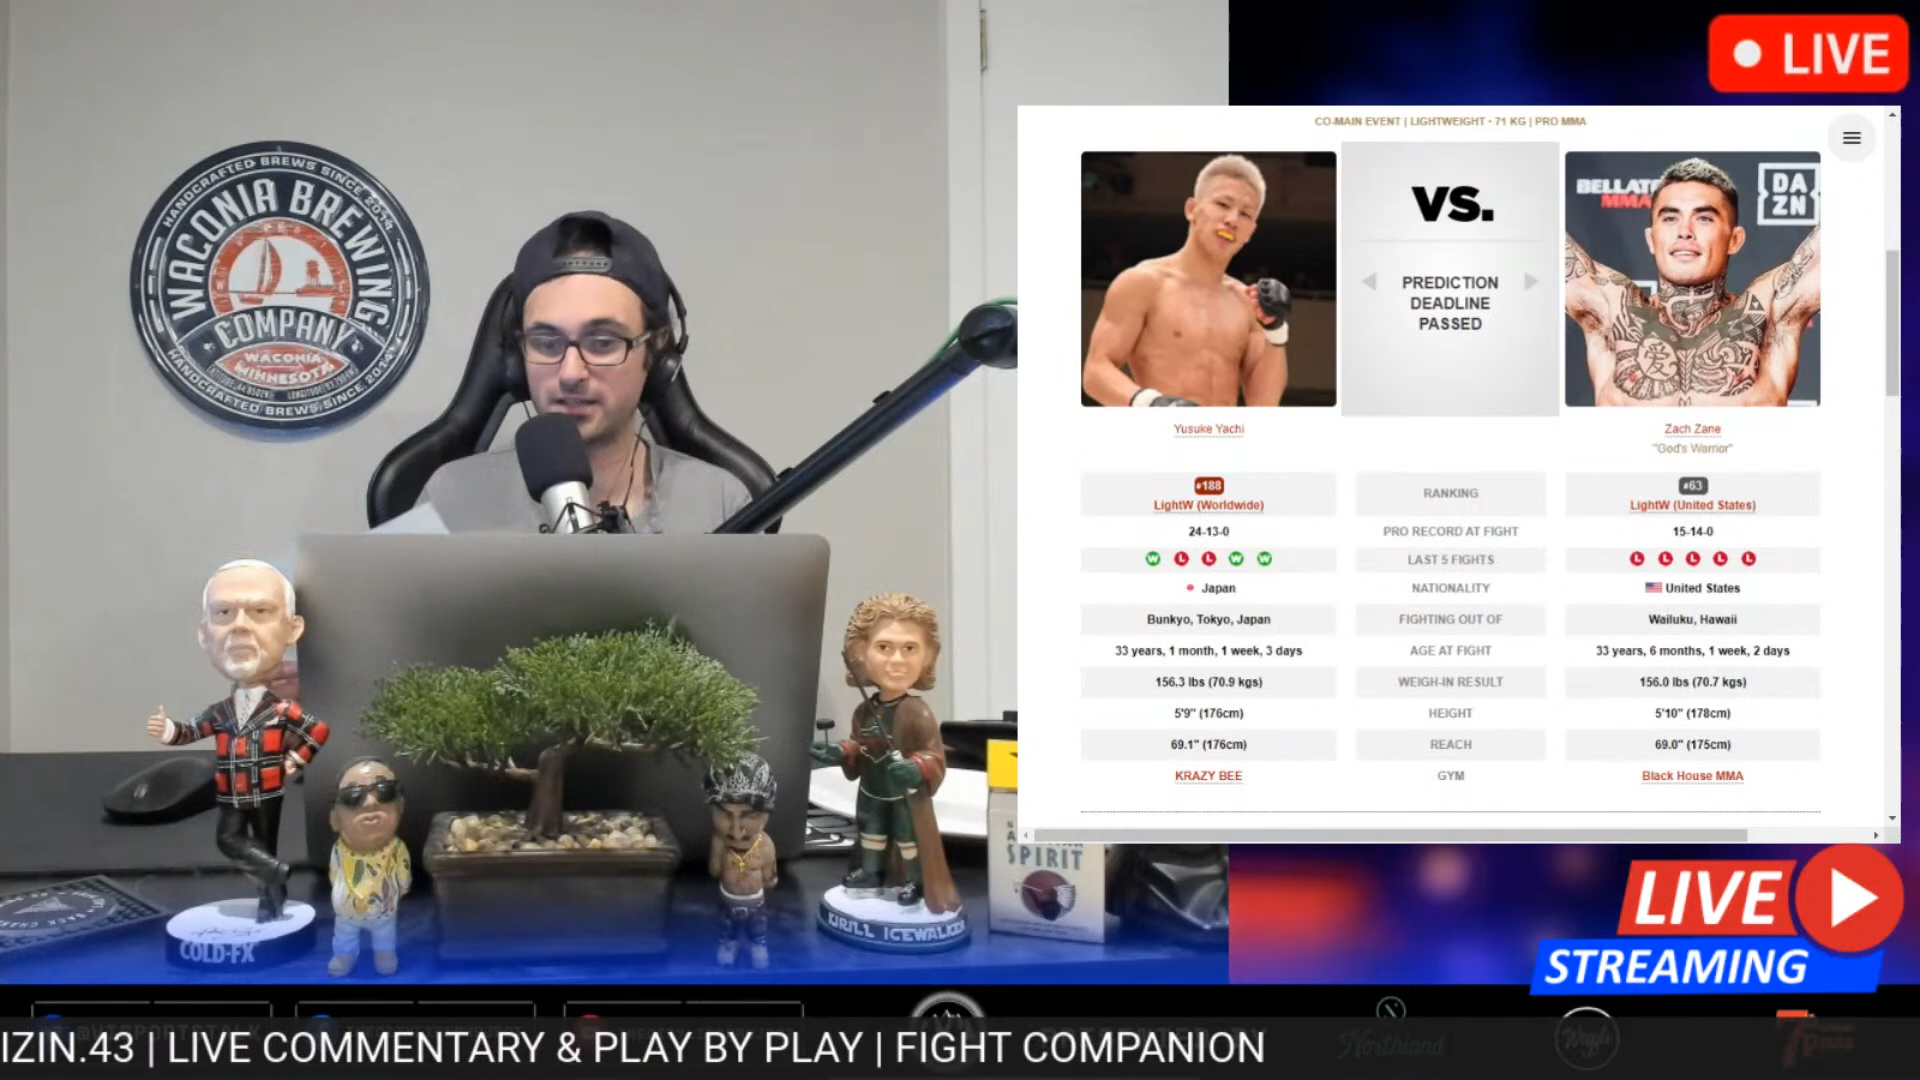 LIVE
HANDCRAFTED BREWS SINCE 2014
WACONIA BREWING
COMPANY
WACONIA
MINNESOTA
HANDCRAFTED BREWS SINCE 2014
CO-MAIN EVENT | LIGHTWEIGHT · 71 KG | PRO MMA
BELLATO
MMA
DA
ZN
VS.
PREDICTION
DEADLINE
PASSED
Yusuke Yachi
Zach Zane
"God's Warrior"
#188 RANKING #63
LightW (Worldwide) LightW (United States)
24-13-0 PRO RECORD AT FIGHT 15-14-0
W L L W W LAST 5 FIGHTS L L L L L
Japan NATIONALITY United States
Bunkyo, Tokyo, Japan FIGHTING OUT OF Wailuku, Hawaii
33 years, 1 month, 1 week, 3 days AGE AT FIGHT 33 years, 6 months, 1 week, 2 days
156.3 lbs (70.9 kgs) WEIGH-IN RESULT 156.0 lbs (70.7 kgs)
5'9" (176cm) HEIGHT 5'10" (178cm)
69.1" (176cm) REACH 69.0" (175cm)
KRAZY BEE GYM Black House MMA
SPIRIT
COLD-FX
KIRILL ICEWALKER
LIVE
STREAMING
IZIN.43 | LIVE COMMENTARY & PLAY BY PLAY | FIGHT COMPANION
Northland